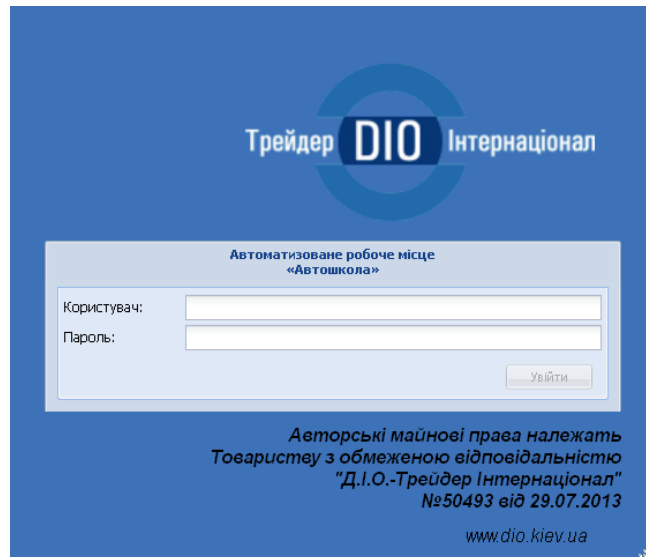 Трейдер DIO Інтернаціонал
Автоматизоване робоче місце
«Автошкола»
Користувач:
Пароль:
Увійти
Авторські майнові права належать
Товариству з обмеженою відповідальністю
"Д.І.О.-Трейдер Інтернаціонал"
№50493 від 29.07.2013
www.dio.kiev.ua